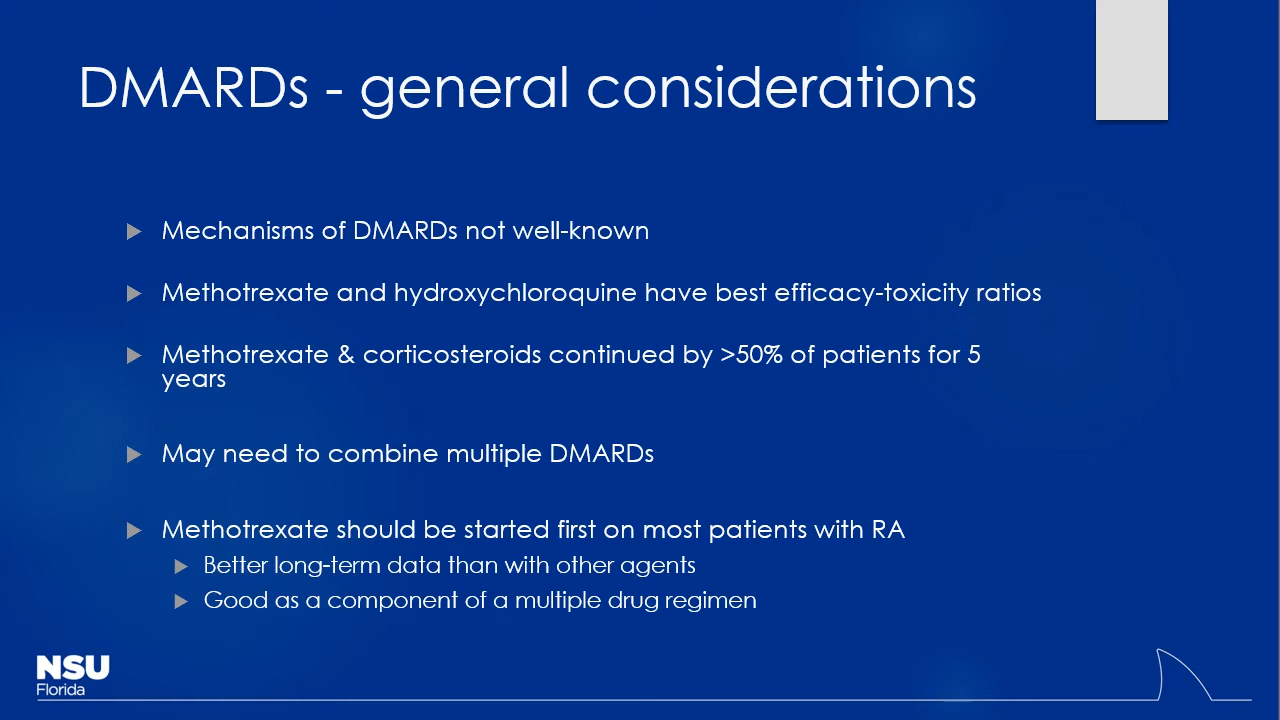 DMARDs - general considerations
Mechanisms of DMARDs not well-known
Methotrexate and hydroxychloroquine have best efficacy-toxicity ratios
Methotrexate & corticosteroids continued by >50% of patients for 5
years
May need to combine multiple DMARDs
Methotrexate should be started first on most patients with RA
Better long-term data than with other agents
Good as a component of a multiple drug regimen
NSU
Florida